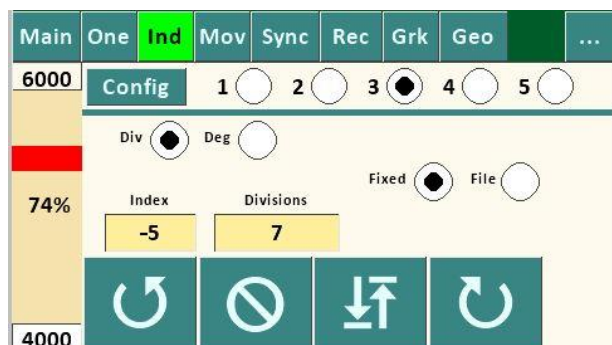 Main One Ind Mov Sync Rec Grk Geo ...
6000 Config 1 2 3 4 5
Div Deg
Fixed File
74% Index Divisions
-5 7
4000